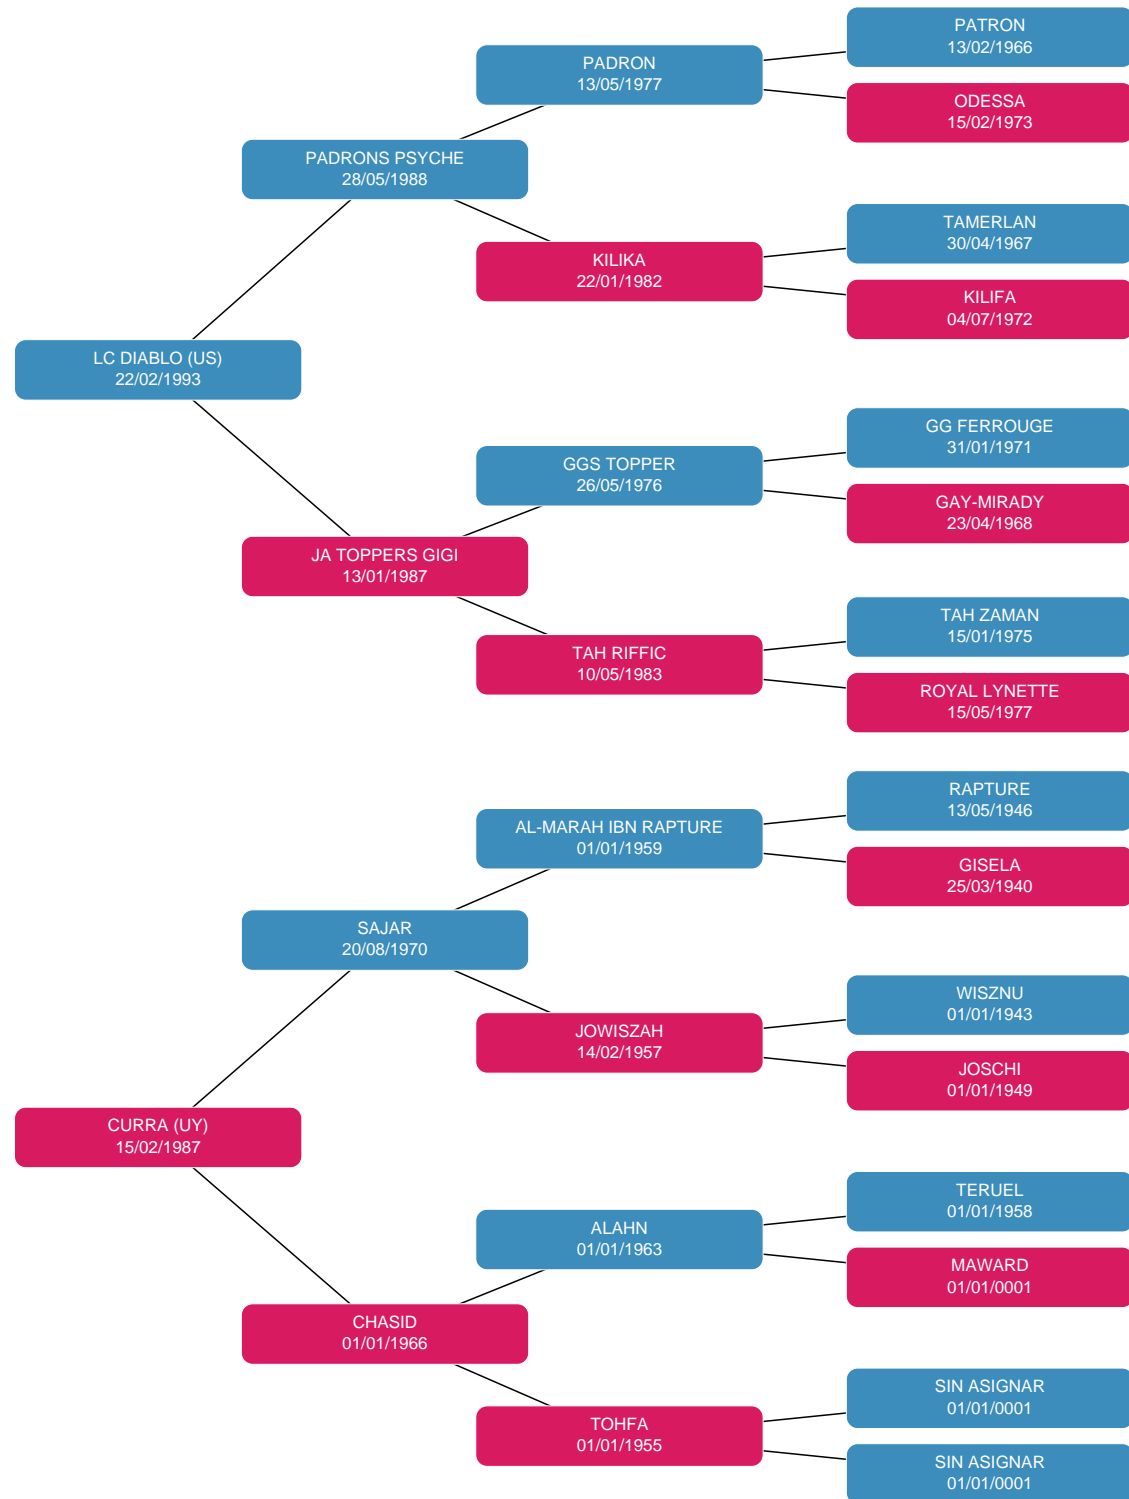 PATRON
13/02/1966
PADRON
13/05/1977
ODESSA
15/02/1973
PADRONS PSYCHE
28/05/1988
TAMERLAN
30/04/1967
KILIKA
22/01/1982
KILIFA
04/07/1972
LC DIABLO (US)
22/02/1993
GG FERROUGE
31/01/1971
GGS TOPPER
26/05/1976
GAY-MIRADY
23/04/1968
JA TOPPERS GIGI
13/01/1987
TAH ZAMAN
15/01/1975
TAH RIFFIC
10/05/1983
ROYAL LYNETTE
15/05/1977
RAPTURE
13/05/1946
AL-MARAH IBN RAPTURE
01/01/1959
GISELA
25/03/1940
SAJAR
20/08/1970
WISZNU
01/01/1943
JOWISZAH
14/02/1957
JOSCHI
01/01/1949
CURRA (UY)
15/02/1987
TERUEL
01/01/1958
ALAHN
01/01/1963
MAWARD
01/01/0001
CHASID
01/01/1966
SIN ASIGNAR
01/01/0001
TOHFA
01/01/1955
SIN ASIGNAR
01/01/0001